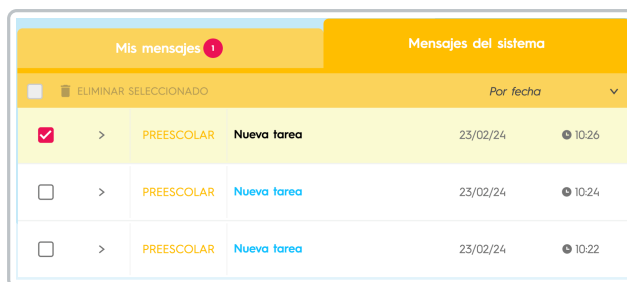 Mis mensajes 1
Mensajes del sistema
ELIMINAR SELECCIONADO
Por fecha
PREESCOLAR Nueva tarea 23/02/24 10:26
PREESCOLAR Nueva tarea 23/02/24 10:24
PREESCOLAR Nueva tarea 23/02/24 10:22